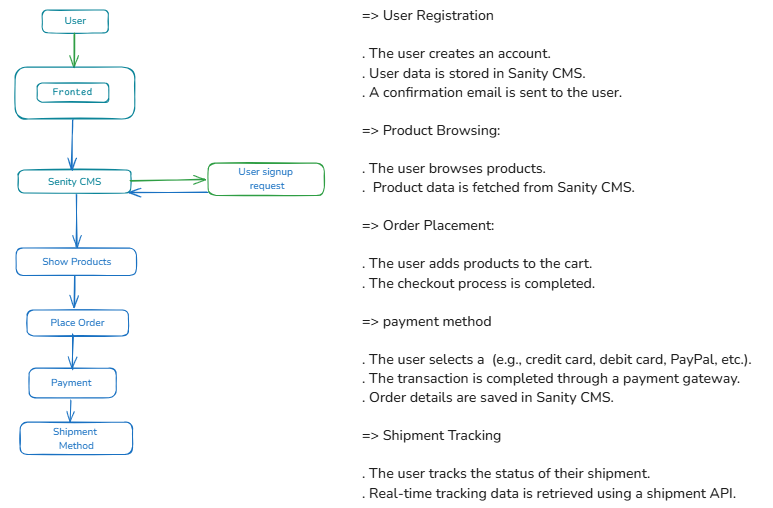 User
Fronted
Senity CMS
User signup
request
Show Products
Place Order
Payment
Shipment
Method
=> User Registration
. The user creates an account.
. User data is stored in Sanity CMS.
. A confirmation email is sent to the user.
=> Product Browsing:
. The user browses products.
.  Product data is fetched from Sanity CMS.
=> Order Placement:
. The user adds products to the cart.
. The checkout process is completed.
=> payment method
. The user selects a  (e.g., credit card, debit card, PayPal, etc.).
. The transaction is completed through a payment gateway.
. Order details are saved in Sanity CMS.
=> Shipment Tracking
. The user tracks the status of their shipment.
. Real-time tracking data is retrieved using a shipment API.